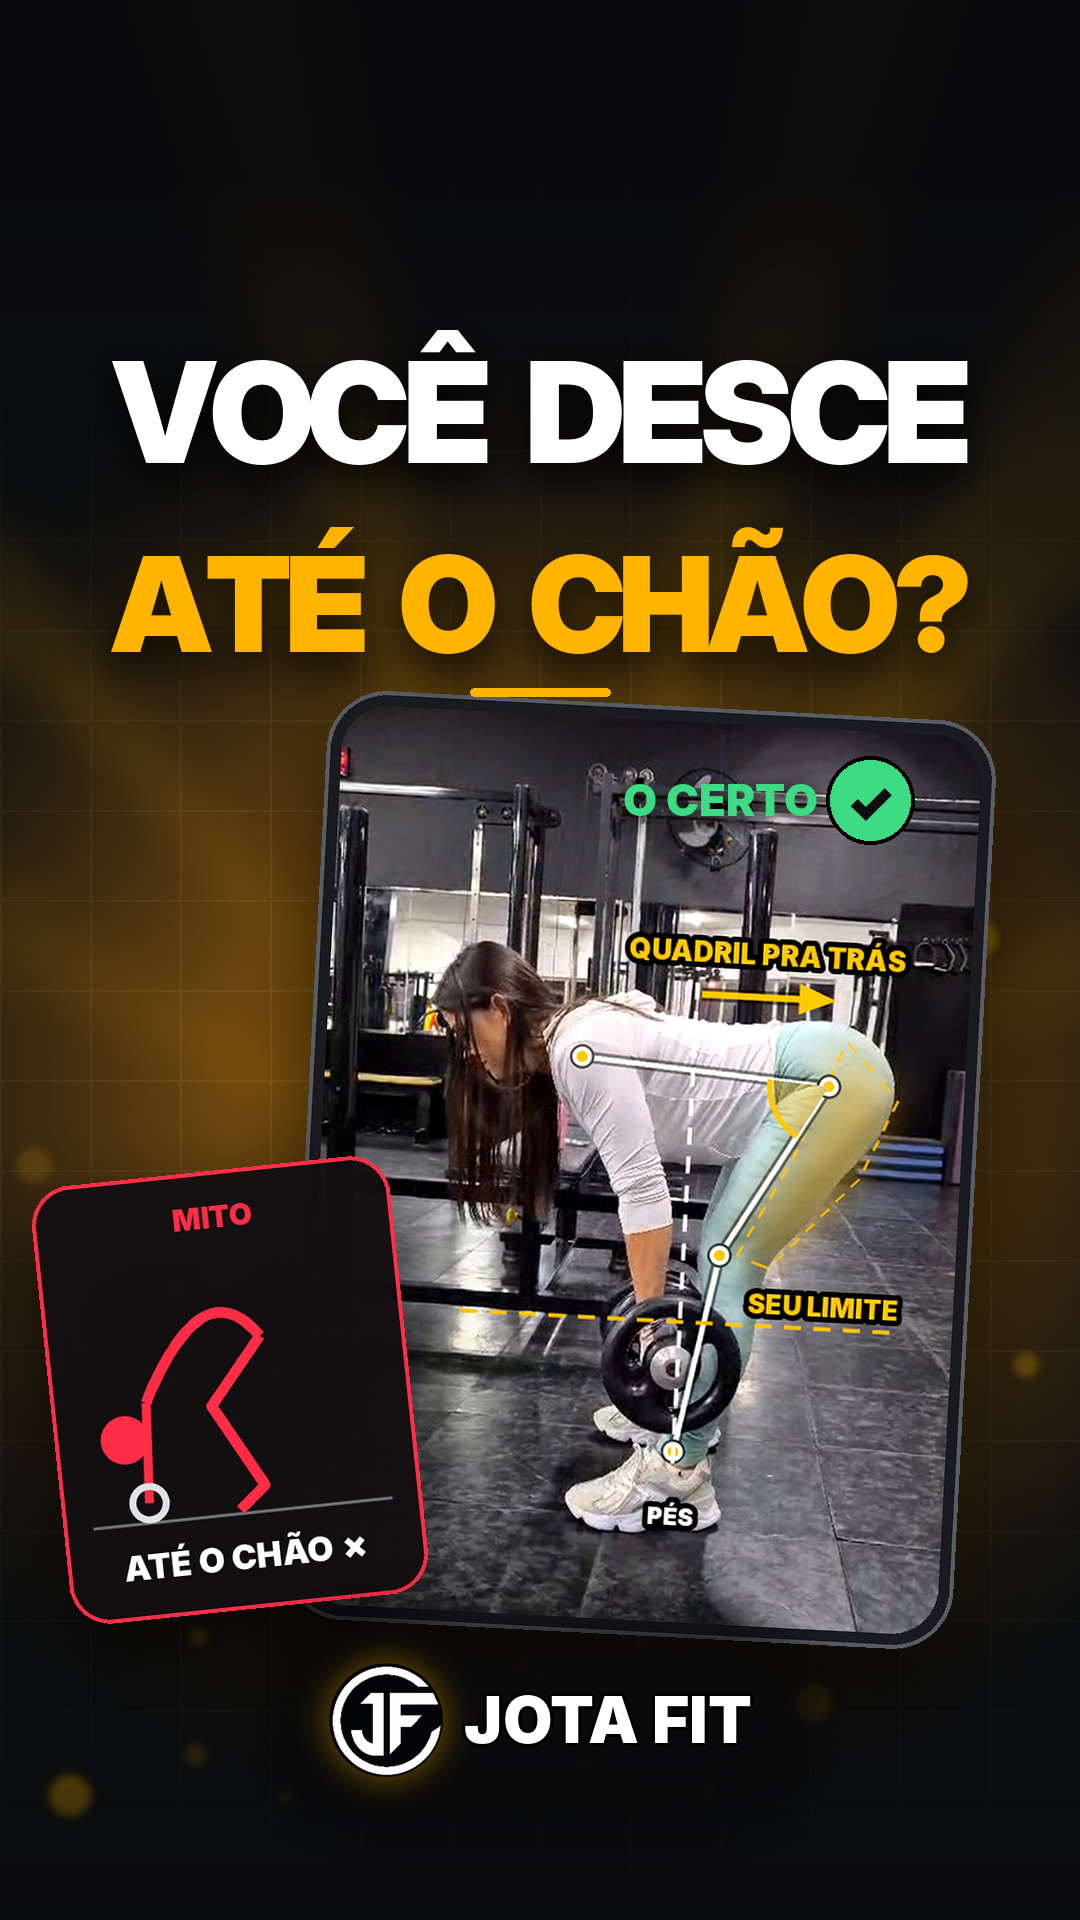 VOCÊ DESCE
ATÉ O CHÃO?
O CERTO
QUADRIL PRA TRÁS
SEU LIMITE
PÉS
MITO
ATÉ O CHÃO ×
JF JOTA FIT